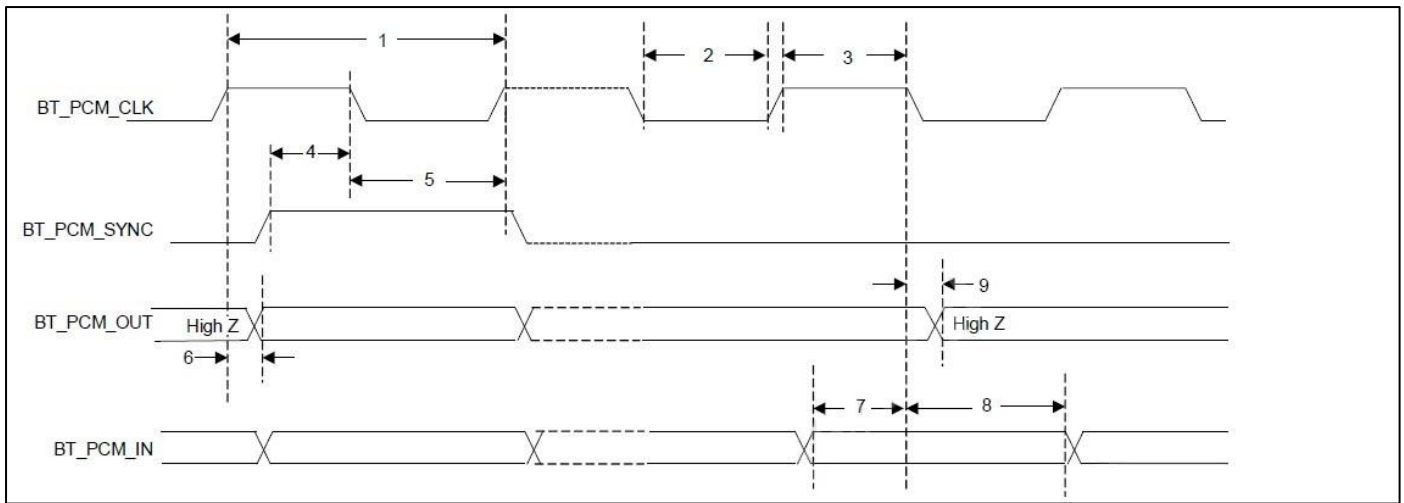 1
2
3
BT_PCM_CLK
4
5
BT_PCM_SYNC
9
BT_PCM_OUT
High Z
High Z
6
7
8
BT_PCM_IN